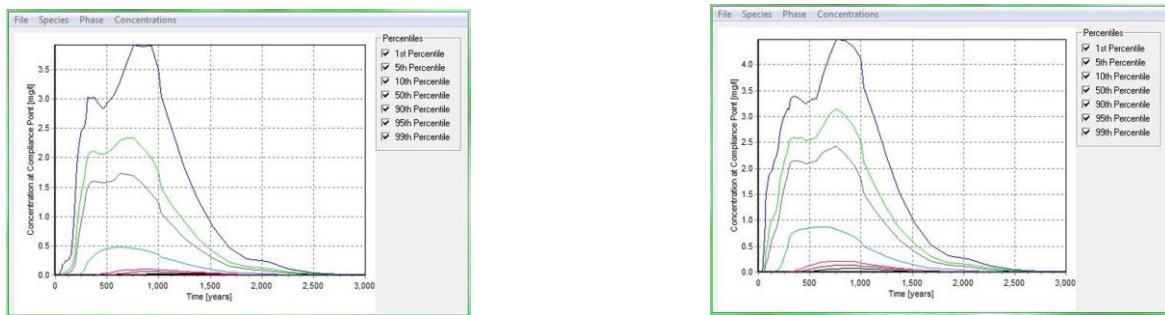 File Species Phase Concentrations
Percentiles
1st Percentile
5th Percentile
10th Percentile
50th Percentile
90th Percentile
95th Percentile
99th Percentile
Concentration at Compliance Point [mg/l]
3.5
3.0
2.5
2.0
1.5
1.0
0.5
0.0
0 500 1,000 1,500 2,000 2,500 3,000
Time [years]
File Species Phase Concentrations
Percentiles
1st Percentile
5th Percentile
10th Percentile
50th Percentile
90th Percentile
95th Percentile
99th Percentile
Concentration at Compliance Point [mg/l]
4.0
3.5
3.0
2.5
2.0
1.5
1.0
0.5
0.0
0 500 1,000 1,500 2,000 2,500 3,000
Time [years]